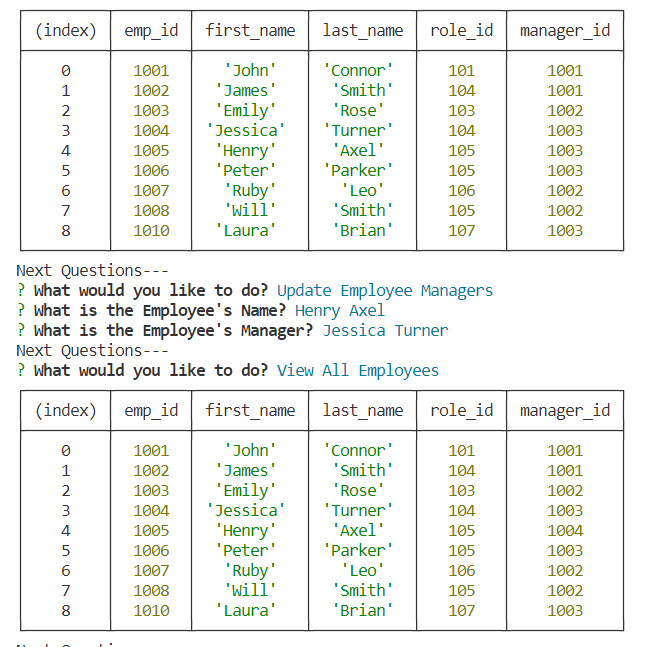 (index) emp_id first_name last_name role_id manager_id
0 1001 'John' 'Connor' 101 1001
1 1002 'James' 'Smith' 104 1001
2 1003 'Emily' 'Rose' 103 1002
3 1004 'Jessica' 'Turner' 104 1003
4 1005 'Henry' 'Axel' 105 1003
5 1006 'Peter' 'Parker' 105 1003
6 1007 'Ruby' 'Leo' 106 1002
7 1008 'Will' 'Smith' 105 1002
8 1010 'Laura' 'Brian' 107 1003
Next Questions---
? What would you like to do? Update Employee Managers
? What is the Employee's Name? Henry Axel
? What is the Employee's Manager? Jessica Turner
Next Questions---
? What would you like to do? View All Employees
(index) emp_id first_name last_name role_id manager_id
0 1001 'John' 'Connor' 101 1001
1 1002 'James' 'Smith' 104 1001
2 1003 'Emily' 'Rose' 103 1002
3 1004 'Jessica' 'Turner' 104 1003
4 1005 'Henry' 'Axel' 105 1004
5 1006 'Peter' 'Parker' 105 1003
6 1007 'Ruby' 'Leo' 106 1002
7 1008 'Will' 'Smith' 105 1002
8 1010 'Laura' 'Brian' 107 1003